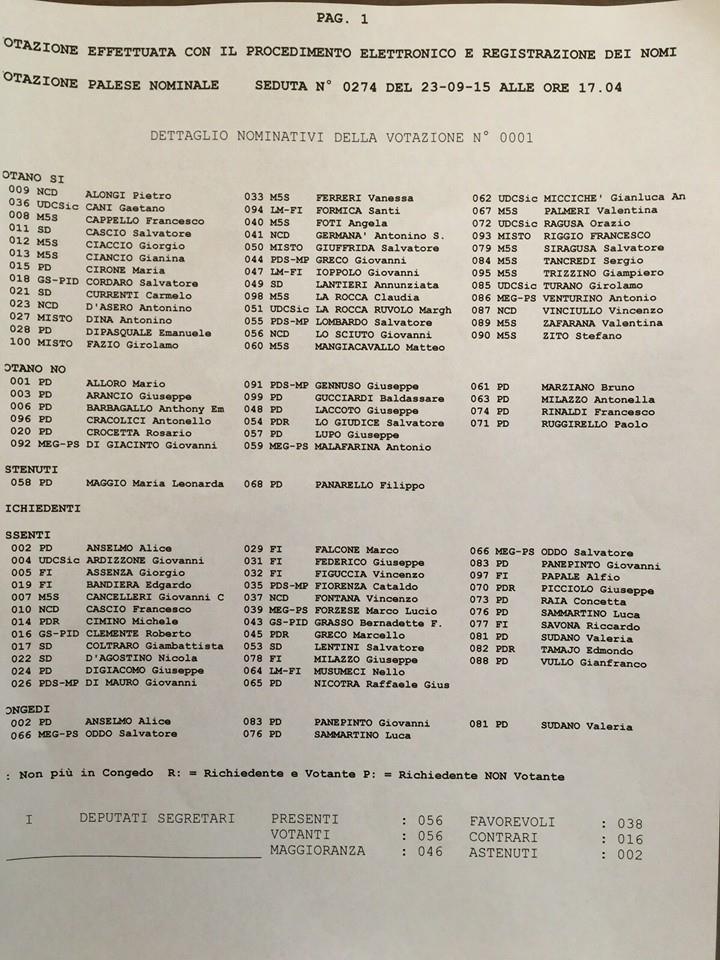 PAG. 1
OTAZIONE EFFETTUATA CON IL PROCEDIMENTO ELETTRONICO E REGISTRAZIONE DEI NOMI
OTAZIONE PALESE NOMINALE SEDUTA N° 0274 DEL 23-09-15 ALLE ORE 17.04
DETTAGLIO NOMINATIVI DELLA VOTAZIONE N° 0001
OTANO SI
009 NCD ALONGI Pietro 033 M5S FERRERI Vanessa 062 UDCSic MICCICHE' Gianluca An
036 UDCSic CANI Gaetano 094 LM-FI FORMICA Santi 067 M5S PALMERI Valentina
008 M5S CAPPELLO Francesco 040 M5S FOTI Angela 072 UDCSic RAGUSA Orazio
011 SD CASCIO Salvatore 041 NCD GERMANA' Antonino S. 093 MISTO RIGGIO FRANCESCO
012 M5S CIACCIO Giorgio 050 MISTO GIUFFRIDA Salvatore 079 M5S SIRAGUSA Salvatore
013 M5S CIANCIO Gianina 044 PDS-MP GRECO Giovanni 084 M5S TANCREDI Sergio
015 PD CIRONE Maria 047 LM-FI IOPPOLO Giovanni 095 M5S TRIZZINO Giampiero
018 GS-PID CORDARO Salvatore 049 SD LANTIERI Annunziata 085 UDCSic TURANO Girolamo
021 SD CURRENTI Carmelo 098 M5S LA ROCCA Claudia 086 MEG-PS VENTURINO Antonio
023 NCD D'ASERO Antonino 051 UDCSic LA ROCCA RUVOLO Margh 087 NCD VINCIULLO Vincenzo
027 MISTO DINA Antonino 055 PDS-MP LOMBARDO Salvatore 089 M5S ZAFARANA Valentina
028 PD DIPASQUALE Emanuele 056 NCD LO SCIUTO Giovanni 090 M5S ZITO Stefano
100 MISTO FAZIO Girolamo 060 M5S MANGIACAVALLO Matteo
OTANO NO
001 PD ALLORO Mario 091 PDS-MP GENNUSO Giuseppe 061 PD MARZIANO Bruno
003 PD ARANCIO Giuseppe 099 PD GUCCIARDI Baldassare 063 PD MILAZZO Antonella
006 PD BARBAGALLO Anthony Em 048 PD LACCOTO Giuseppe 074 PD RINALDI Francesco
096 PD CRACOLICI Antonello 054 PDR LO GIUDICE Salvatore 071 PD RUGGIRELLO Paolo
020 PD CROCETTA Rosario 057 PD LUPO Giuseppe
092 MEG-PS DI GIACINTO Giovanni 059 MEG-PS MALAFARINA Antonio
STENUTI
058 PD MAGGIO Maria Leonarda 068 PD PANARELLO Filippo
ICHIEDENTI
SSENTI
002 PD ANSELMO Alice 029 FI FALCONE Marco 066 MEG-PS ODDO Salvatore
004 UDCSic ARDIZZONE Giovanni 031 FI FEDERICO Giuseppe 083 PD PANEPINTO Giovanni
005 FI ASSENZA Giorgio 032 FI FIGUCCIA Vincenzo 097 FI PAPALE Alfio
019 FI BANDIERA Edgardo 035 PDS-MP FIORENZA Cataldo 070 PDR PICCIOLO Giuseppe
007 M5S CANCELLERI Giovanni C 037 NCD FONTANA Vincenzo 073 PD RAIA Concetta
010 NCD CASCIO Francesco 039 MEG-PS FORZESE Marco Lucio 076 PD SAMMARTINO Luca
014 PDR CIMINO Michele 043 GS-PID GRASSO Bernadette F. 077 FI SAVONA Riccardo
016 GS-PID CLEMENTE Roberto 045 PDR GRECO Marcello 081 PD SUDANO Valeria
017 SD COLTRARO Giambattista 053 SD LENTINI Salvatore 082 PDR TAMAJO Edmondo
022 SD D'AGOSTINO Nicola 078 FI MILAZZO Giuseppe 088 PD VULLO Gianfranco
024 PD DIGIACOMO Giuseppe 064 LM-FI MUSUMECI Nello
026 PDS-MP DI MAURO Giovanni 065 PD NICOTRA Raffaele Gius
ONGEDI
002 PD ANSELMO Alice 083 PD PANEPINTO Giovanni 081 PD SUDANO Valeria
066 MEG-PS ODDO Salvatore 076 PD SAMMARTINO Luca
: Non più in Congedo R: = Richiedente e Votante P: = Richiedente NON Votante
I DEPUTATI SEGRETARI PRESENTI : 056 FAVOREVOLI : 038
VOTANTI : 056 CONTRARI : 016
MAGGIORANZA : 046 ASTENUTI : 002